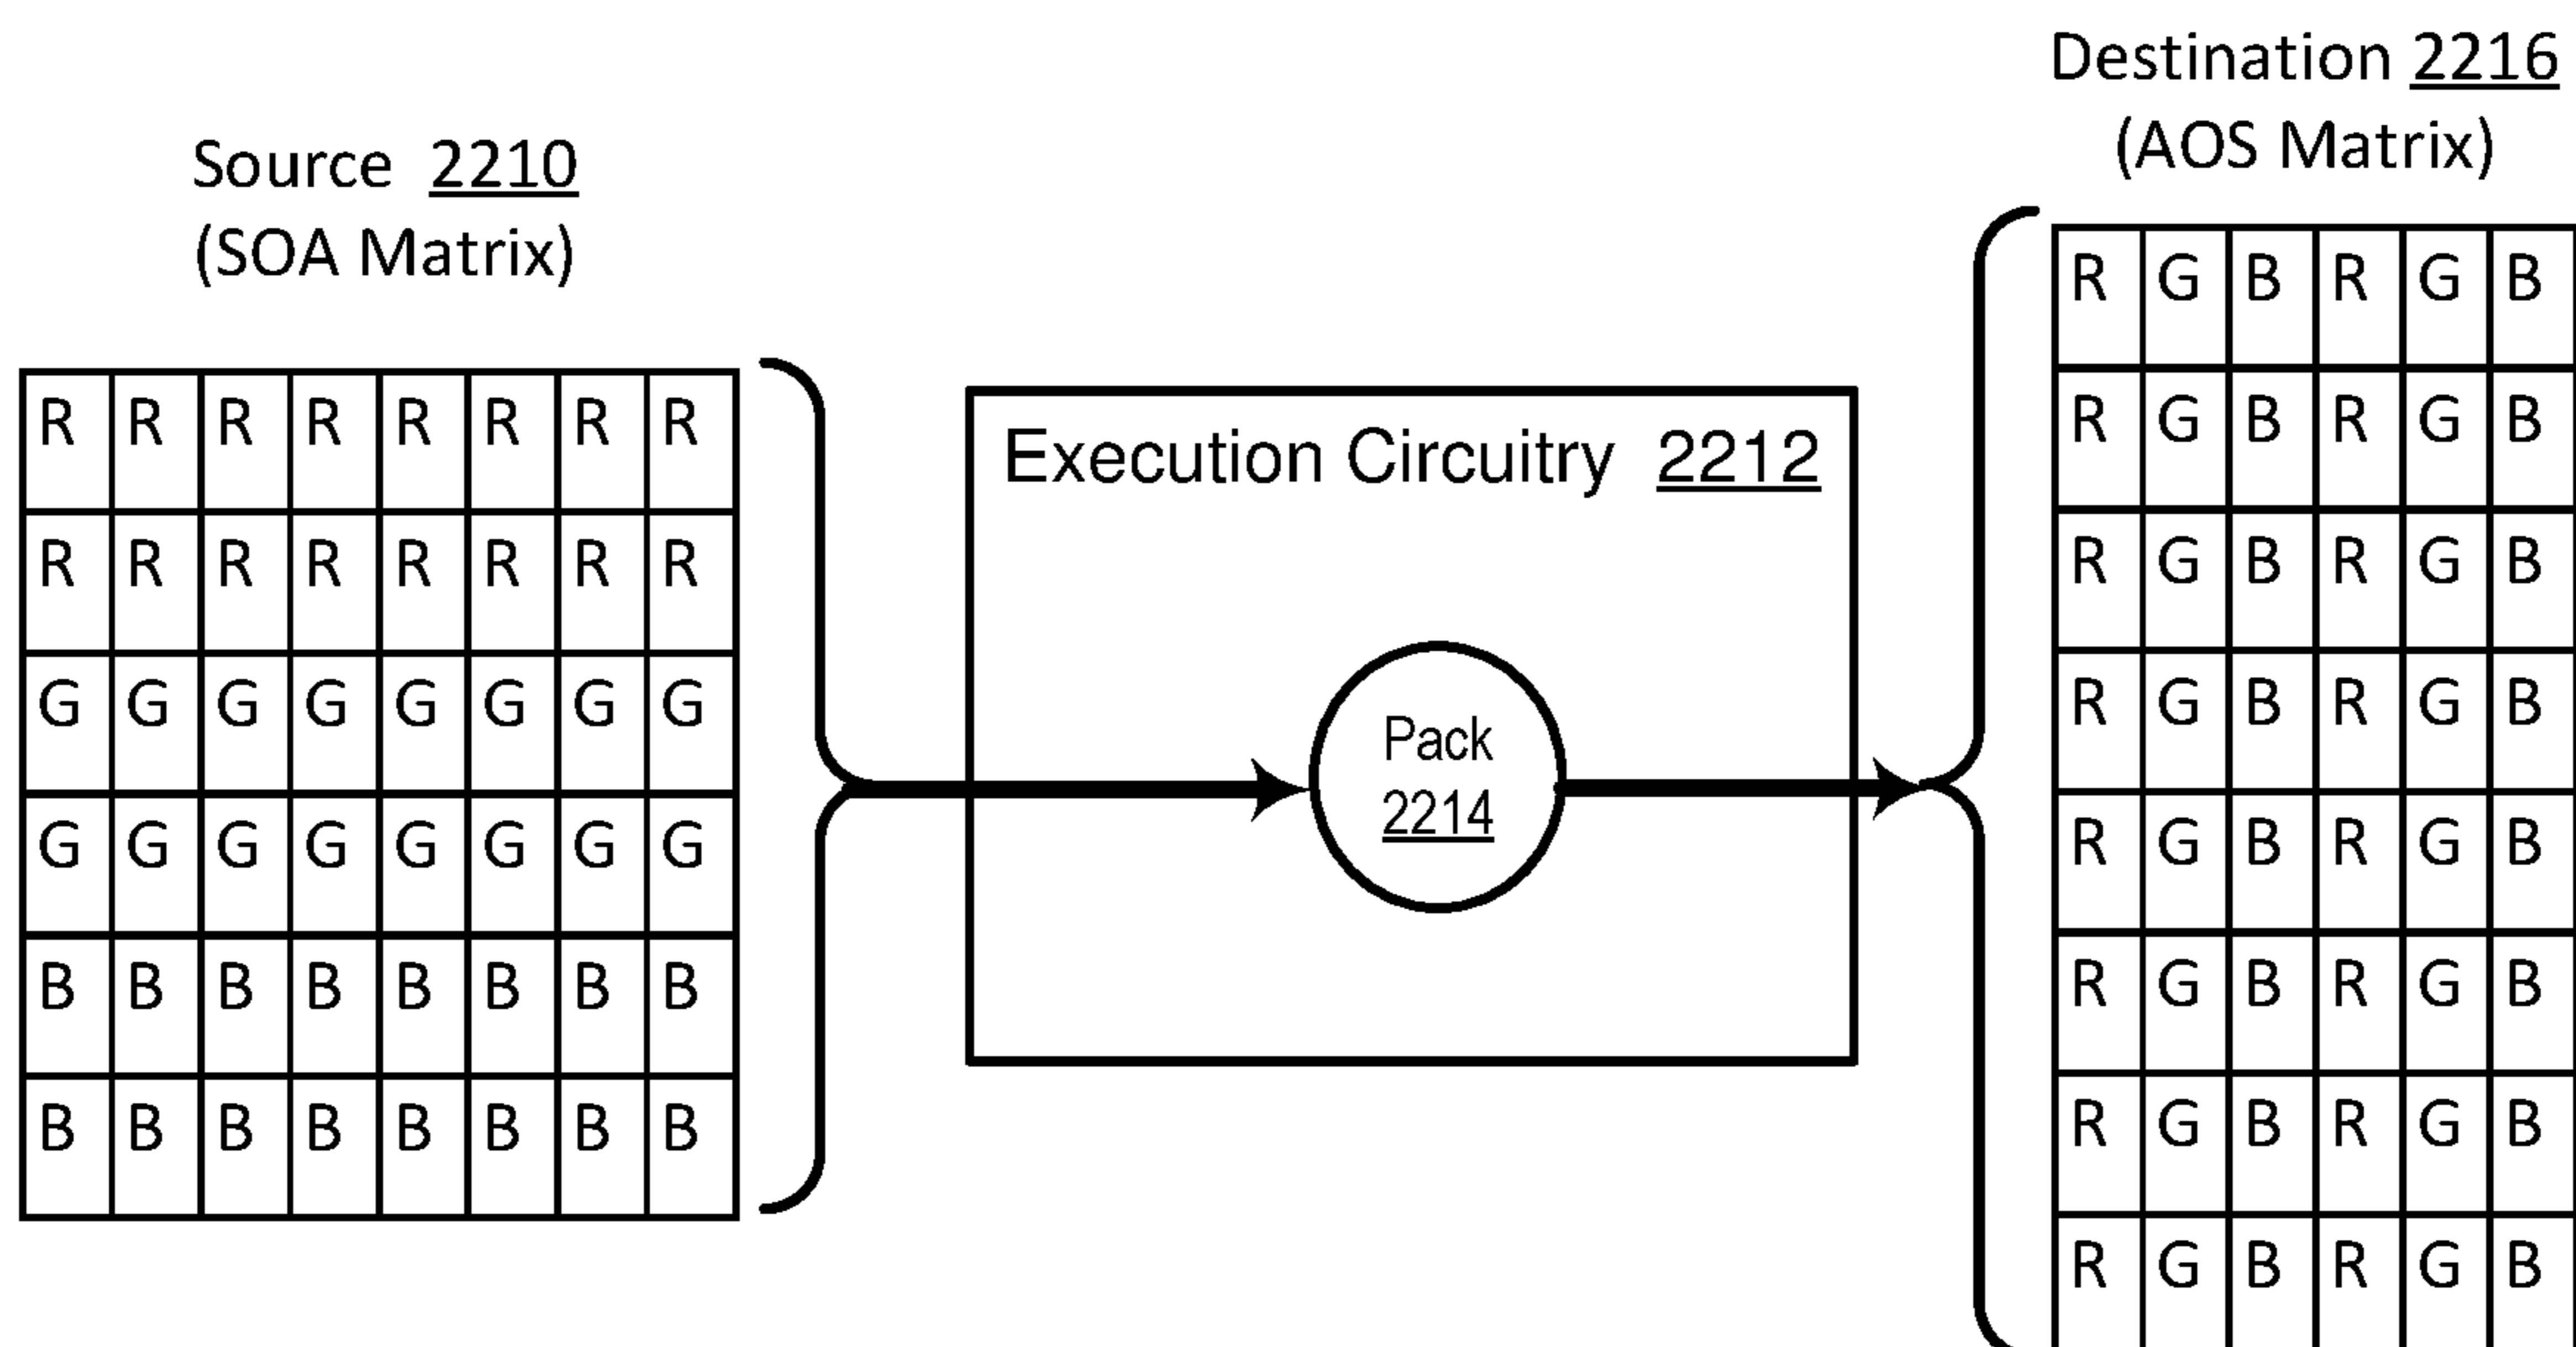 Source 2210
(SOA Matrix)
R R R R R R R R
R R R R R R R R
G G G G G G G G
G G G G G G G G
B B B B B B B B
B B B B B B B B
Execution Circuitry 2212
Pack
2214
Destination 2216
(AOS Matrix)
R G B R G B
R G B R G B
R G B R G B
R G B R G B
R G B R G B
R G B R G B
R G B R G B
R G B R G B